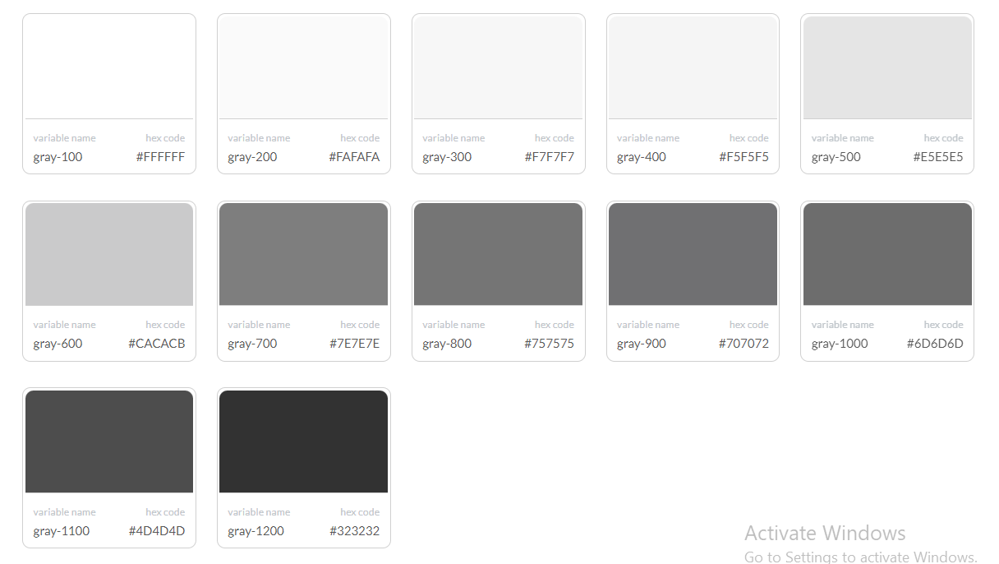 variable name hex code variable name hex code variable name hex code variable name hex code variable name hex code
gray-100 #FFFFFF gray-200 #FAFAFA gray-300 #F7F7F7 gray-400 #F5F5F5 gray-500 #E5E5E5
variable name hex code variable name hex code variable name hex code variable name hex code variable name hex code
gray-600 #CACACB gray-700 #7E7E7E gray-800 #757575 gray-900 #707072 gray-1000 #6D6D6D
variable name hex code variable name hex code
gray-1100 #4D4D4D gray-1200 #323232
Activate Windows
Go to Settings to activate Windows.